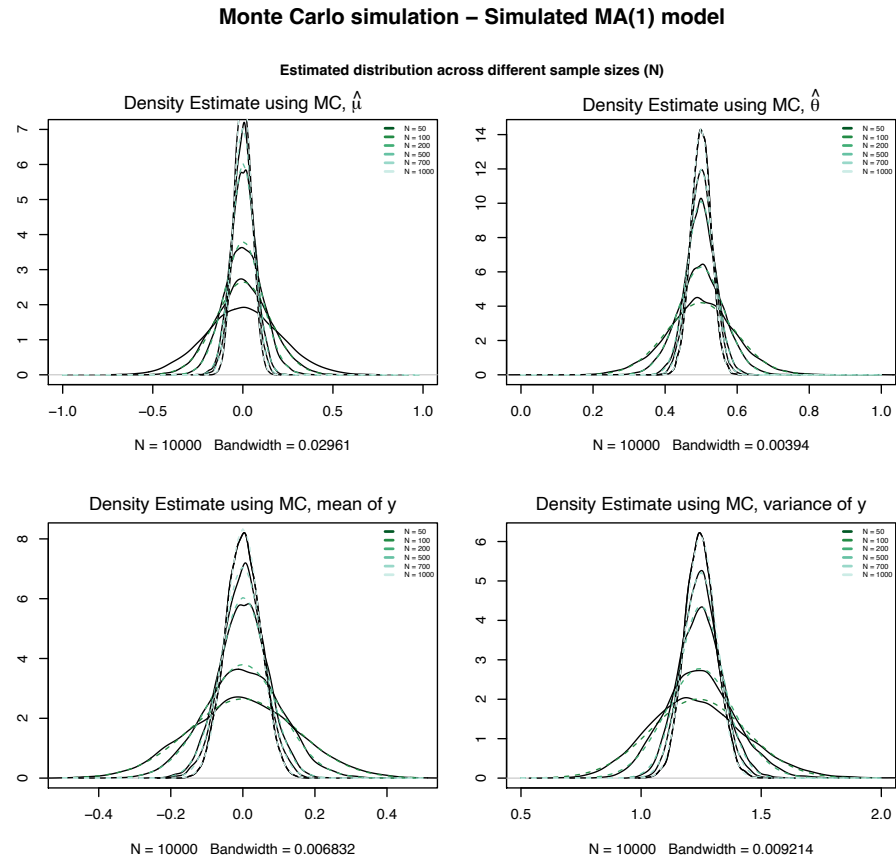 Monte Carlo simulation – Simulated MA(1) model
Estimated distribution across different sample sizes (N)
Density Estimate using MC, μ̂
7
6
5
4
3
2
1
0
N = 50
N = 100
N = 200
N = 500
N = 700
N = 1000
−1.0 −0.5 0.0 0.5 1.0
N = 10000 Bandwidth = 0.02961
Density Estimate using MC, θ̂
14
12
10
8
6
4
2
0
N = 50
N = 100
N = 200
N = 500
N = 700
N = 1000
0.0 0.2 0.4 0.6 0.8 1.0
N = 10000 Bandwidth = 0.00394
Density Estimate using MC, mean of y
8
6
4
2
0
N = 50
N = 100
N = 200
N = 500
N = 700
N = 1000
−0.4 −0.2 0.0 0.2 0.4
N = 10000 Bandwidth = 0.006832
Density Estimate using MC, variance of y
6
5
4
3
2
1
0
N = 50
N = 100
N = 200
N = 500
N = 700
N = 1000
0.5 1.0 1.5 2.0
N = 10000 Bandwidth = 0.009214